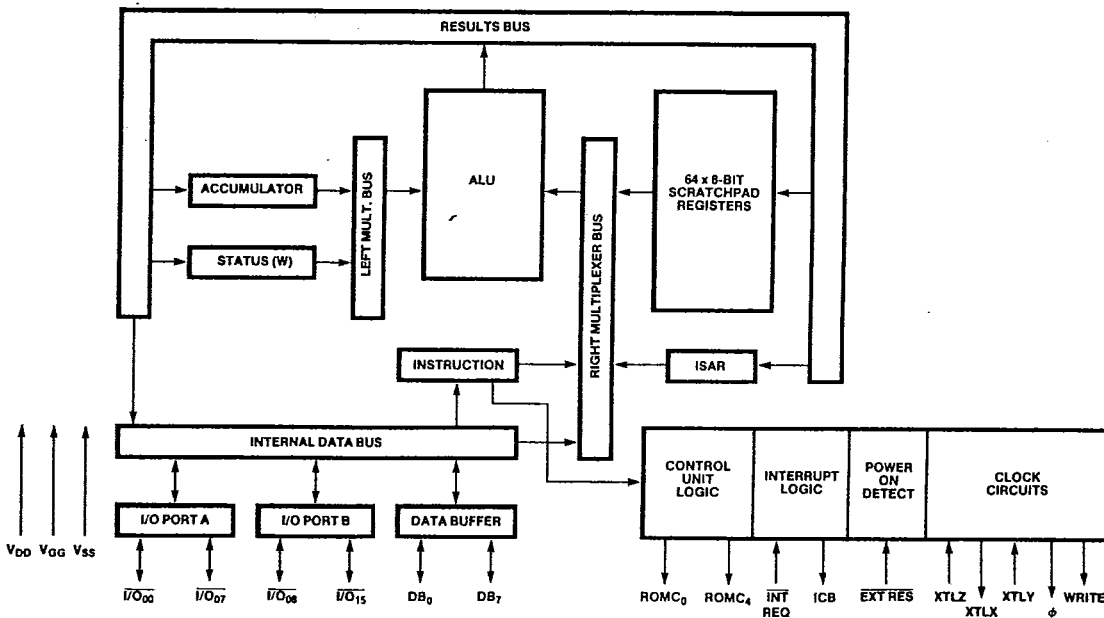 RESULTS BUS
ACCUMULATOR
STATUS (W)
LEFT MULT. BUS
ALU
RIGHT MULTIPLEXER BUS
64 x 8-BIT
SCRATCHPAD
REGISTERS
INSTRUCTION
ISAR
INTERNAL DATA BUS
CONTROL
UNIT
LOGIC
INTERRUPT
LOGIC
POWER
ON
DETECT
CLOCK
CIRCUITS
I/O PORT A
I/O PORT B
DATA BUFFER
VDD
VGG
VSS
I/O00
I/O07
I/O08
I/O15
DB0
DB7
ROMC0
ROMC4
INT
REQ
ICB
EXT RES
XTLZ
XTLX
XTLY
ϕ
WRITE